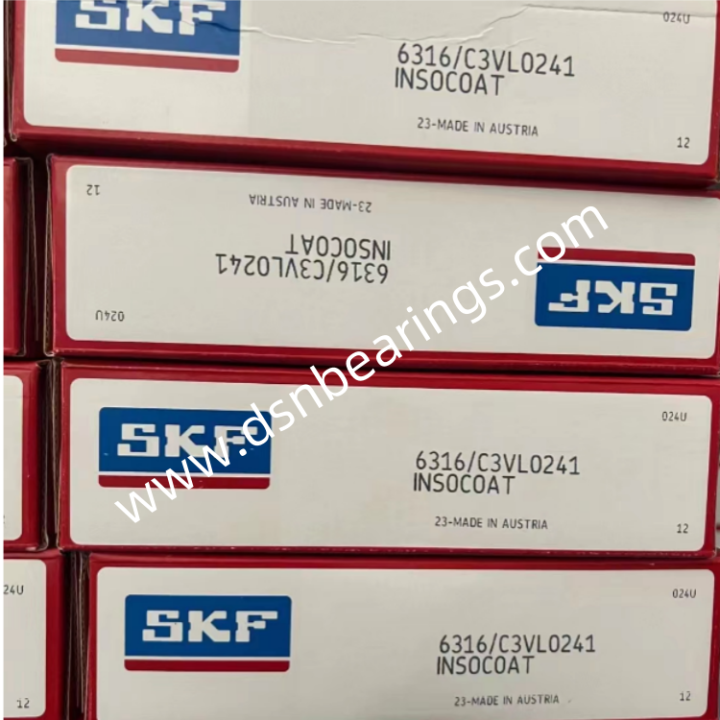 SKF
024U
6316/C3VL0241
INSOCOAT
23-MADE IN AUSTRIA
12
SKF
6316/C3VL0241
INSOCOAT
23-MADE IN AUSTRIA
12
024U
www.dsnbearings.com
SKF
024U
6316/C3VL0241
INSOCOAT
23-MADE IN AUSTRIA
12
24U
12
SKF
024U
6316/C3VL0241
INSOCOAT
23-MADE IN AUSTRIA
12